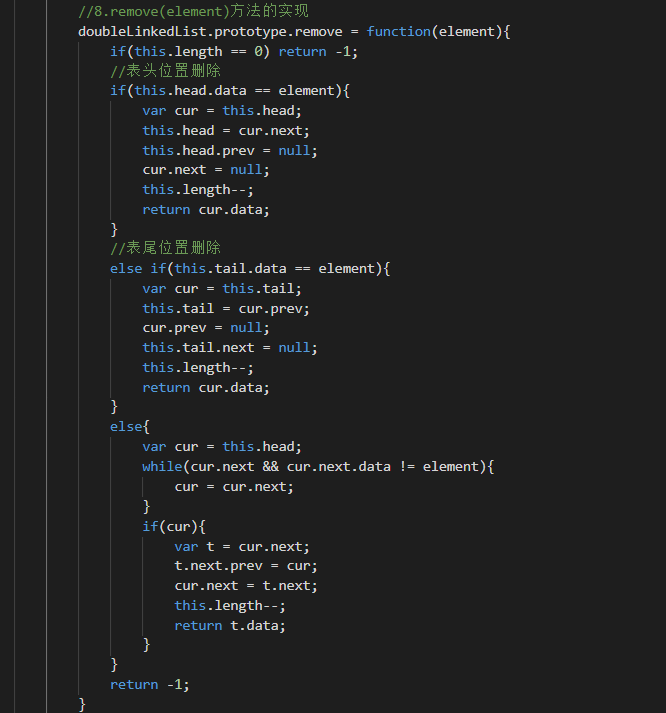 //8.remove(element)方法的实现
doubleLinkedList.prototype.remove = function(element){
if(this.length == 0) return -1;
//表头位置删除
if(this.head.data == element){
var cur = this.head;
this.head = cur.next;
this.head.prev = null;
cur.next = null;
this.length--;
return cur.data;
}
//表尾位置删除
else if(this.tail.data == element){
var cur = this.tail;
this.tail = cur.prev;
cur.prev = null;
this.tail.next = null;
this.length--;
return cur.data;
}
else{
var cur = this.head;
while(cur.next && cur.next.data != element){
cur = cur.next;
}
if(cur){
var t = cur.next;
t.next.prev = cur;
cur.next = t.next;
this.length--;
return t.data;
}
}
return -1;
}